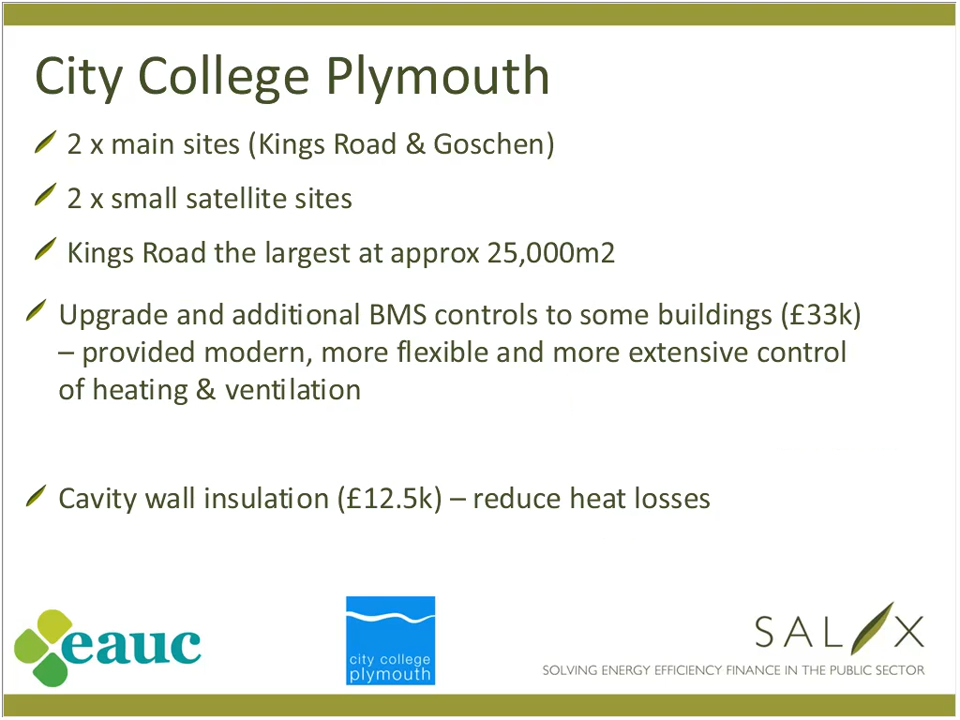 City College Plymouth
2 x main sites (Kings Road & Goschen)
2 x small satellite sites
Kings Road the largest at approx 25,000m2
Upgrade and additional BMS controls to some buildings (£33k)
– provided modern, more flexible and more extensive control
of heating & ventilation
Cavity wall insulation (£12.5k) – reduce heat losses
eauc
city college
plymouth
SALIX
SOLVING ENERGY EFFICIENCY FINANCE IN THE PUBLIC SECTOR